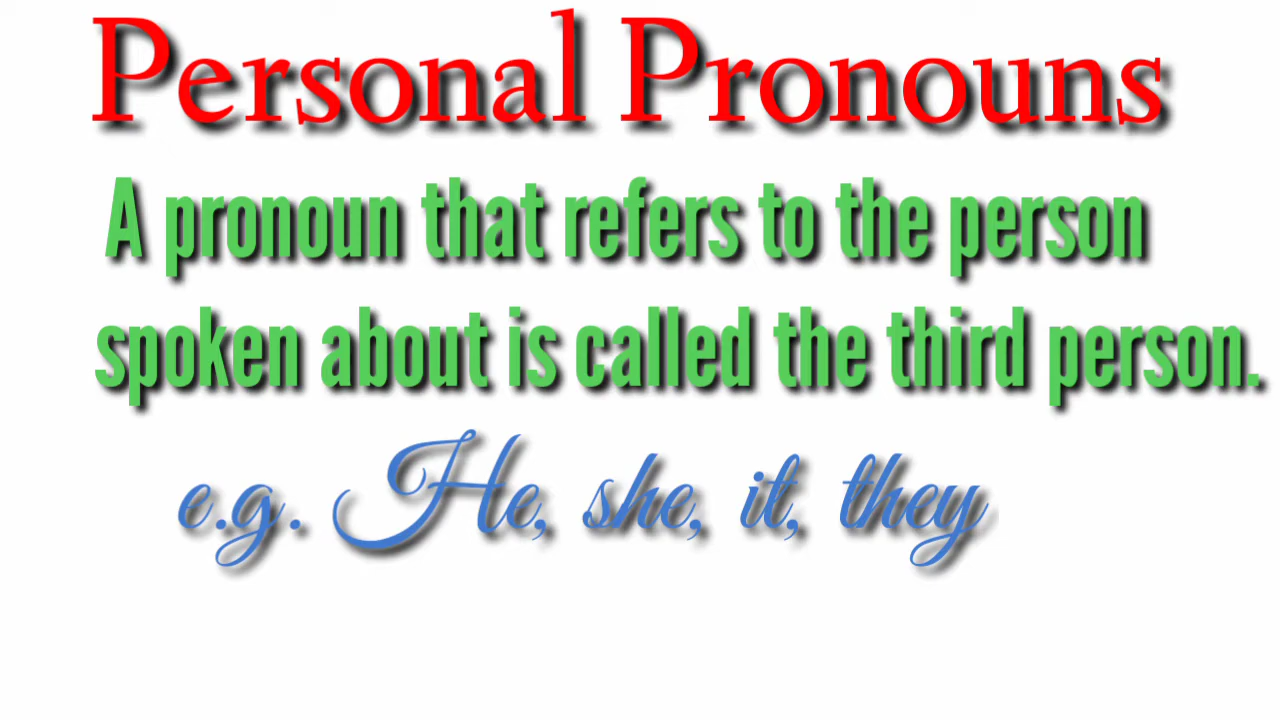 Personal Pronouns
A pronoun that refers to the person
spoken about is called the third person.
e.g. He, she, it, they